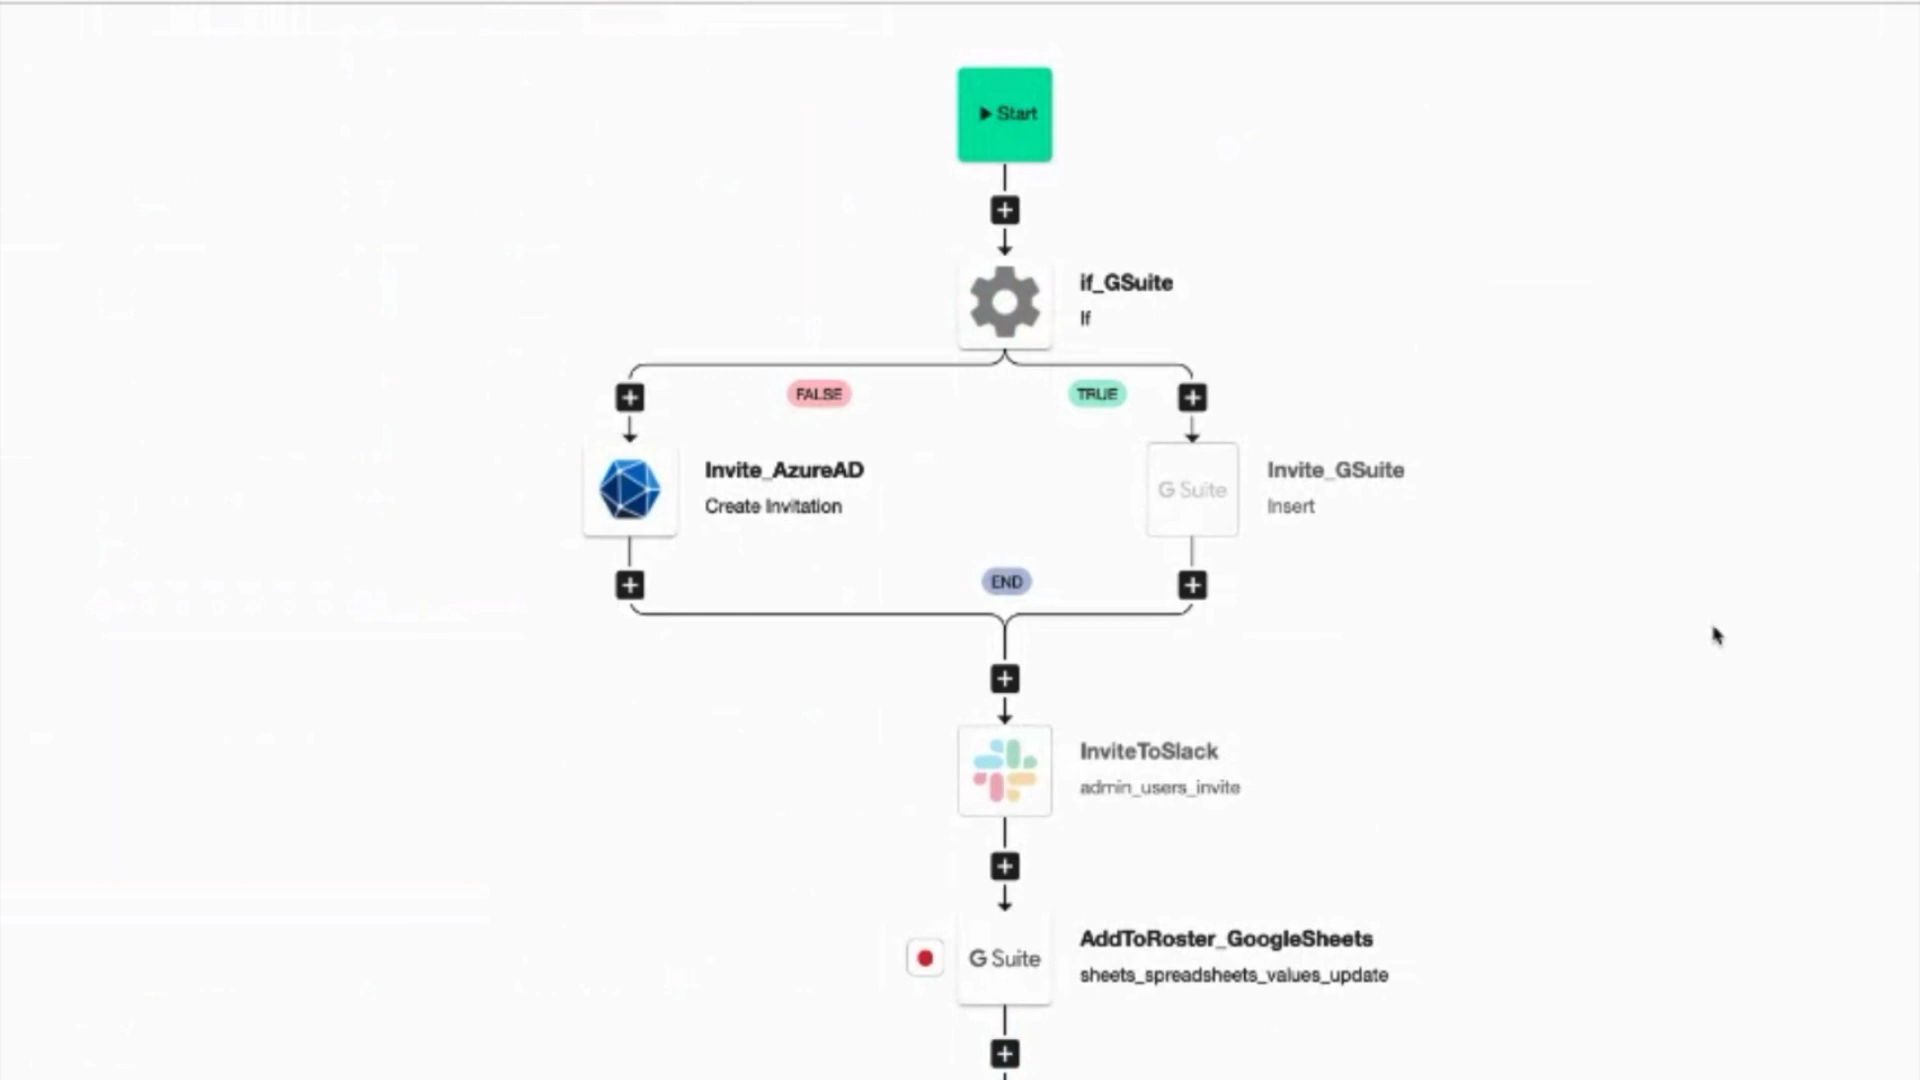 Start
if_GSuite
If
FALSE
TRUE
Invite_AzureAD
Create Invitation
G Suite
Invite_GSuite
Insert
END
InviteToSlack
admin_users_invite
G Suite
AddToRoster_GoogleSheets
sheets_spreadsheets_values_update